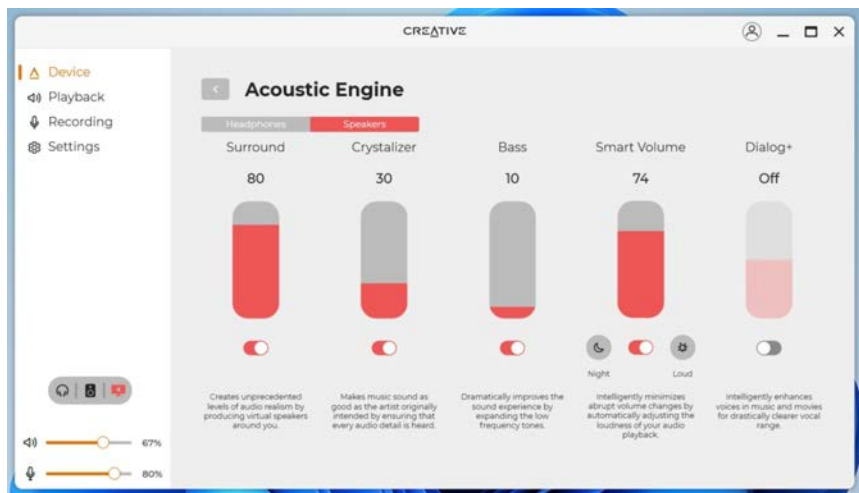 CREATIVE
Device
Playback
Recording
Settings
67%
80%
Acoustic Engine
Headphones
Speakers
Surround
80
Creates unprecedented
levels of audio realism by
producing virtual speakers
around you.
Crystalizer
30
Makes music sound as
good as the artist originally
intended by ensuring that
every audio detail is heard.
Bass
10
Dramatically improves the
sound experience by
expanding the low
frequency tones.
Smart Volume
74
Night
Loud
Intelligently minimizes
abrupt volume changes by
automatically adjusting the
loudness of your audio
playback.
Dialog+
Off
Intelligently enhances
voices in music and movies
for drastically clearer vocal
range.